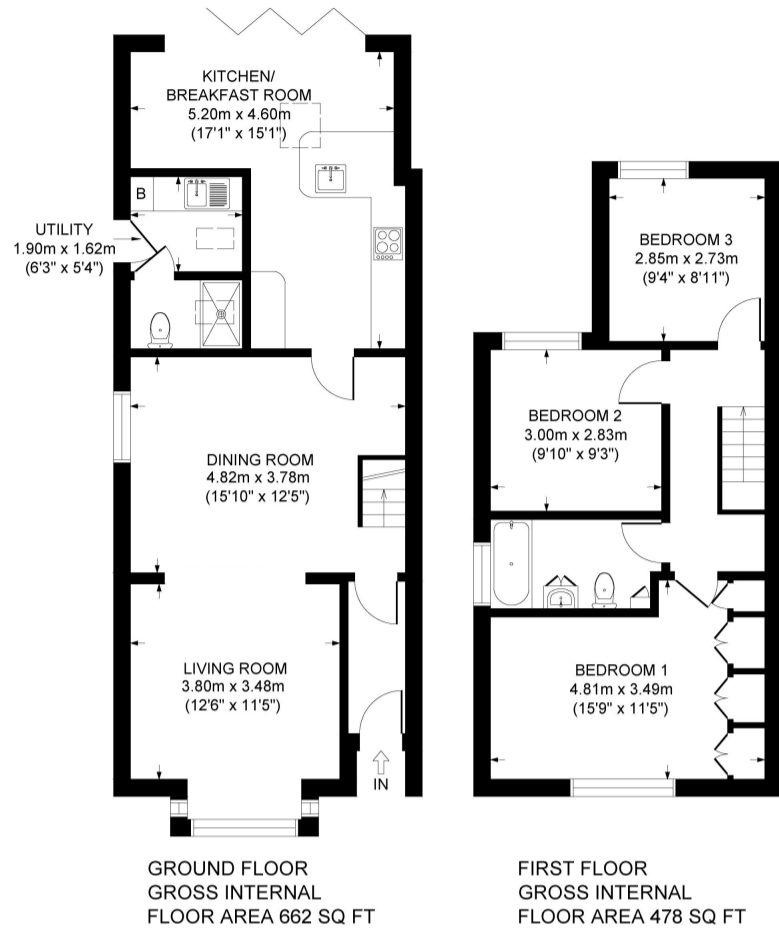 KITCHEN/
BREAKFAST ROOM
5.20m x 4.60m
(17'1" x 15'1")
B
UTILITY
1.90m x 1.62m
(6'3" x 5'4")
DINING ROOM
4.82m x 3.78m
(15'10" x 12'5")
LIVING ROOM
3.80m x 3.48m
(12'6" x 11'5")
IN
GROUND FLOOR
GROSS INTERNAL
FLOOR AREA 662 SQ FT
BEDROOM 3
2.85m x 2.73m
(9'4" x 8'11")
BEDROOM 2
3.00m x 2.83m
(9'10" x 9'3")
BEDROOM 1
4.81m x 3.49m
(15'9" x 11'5")
FIRST FLOOR
GROSS INTERNAL
FLOOR AREA 478 SQ FT